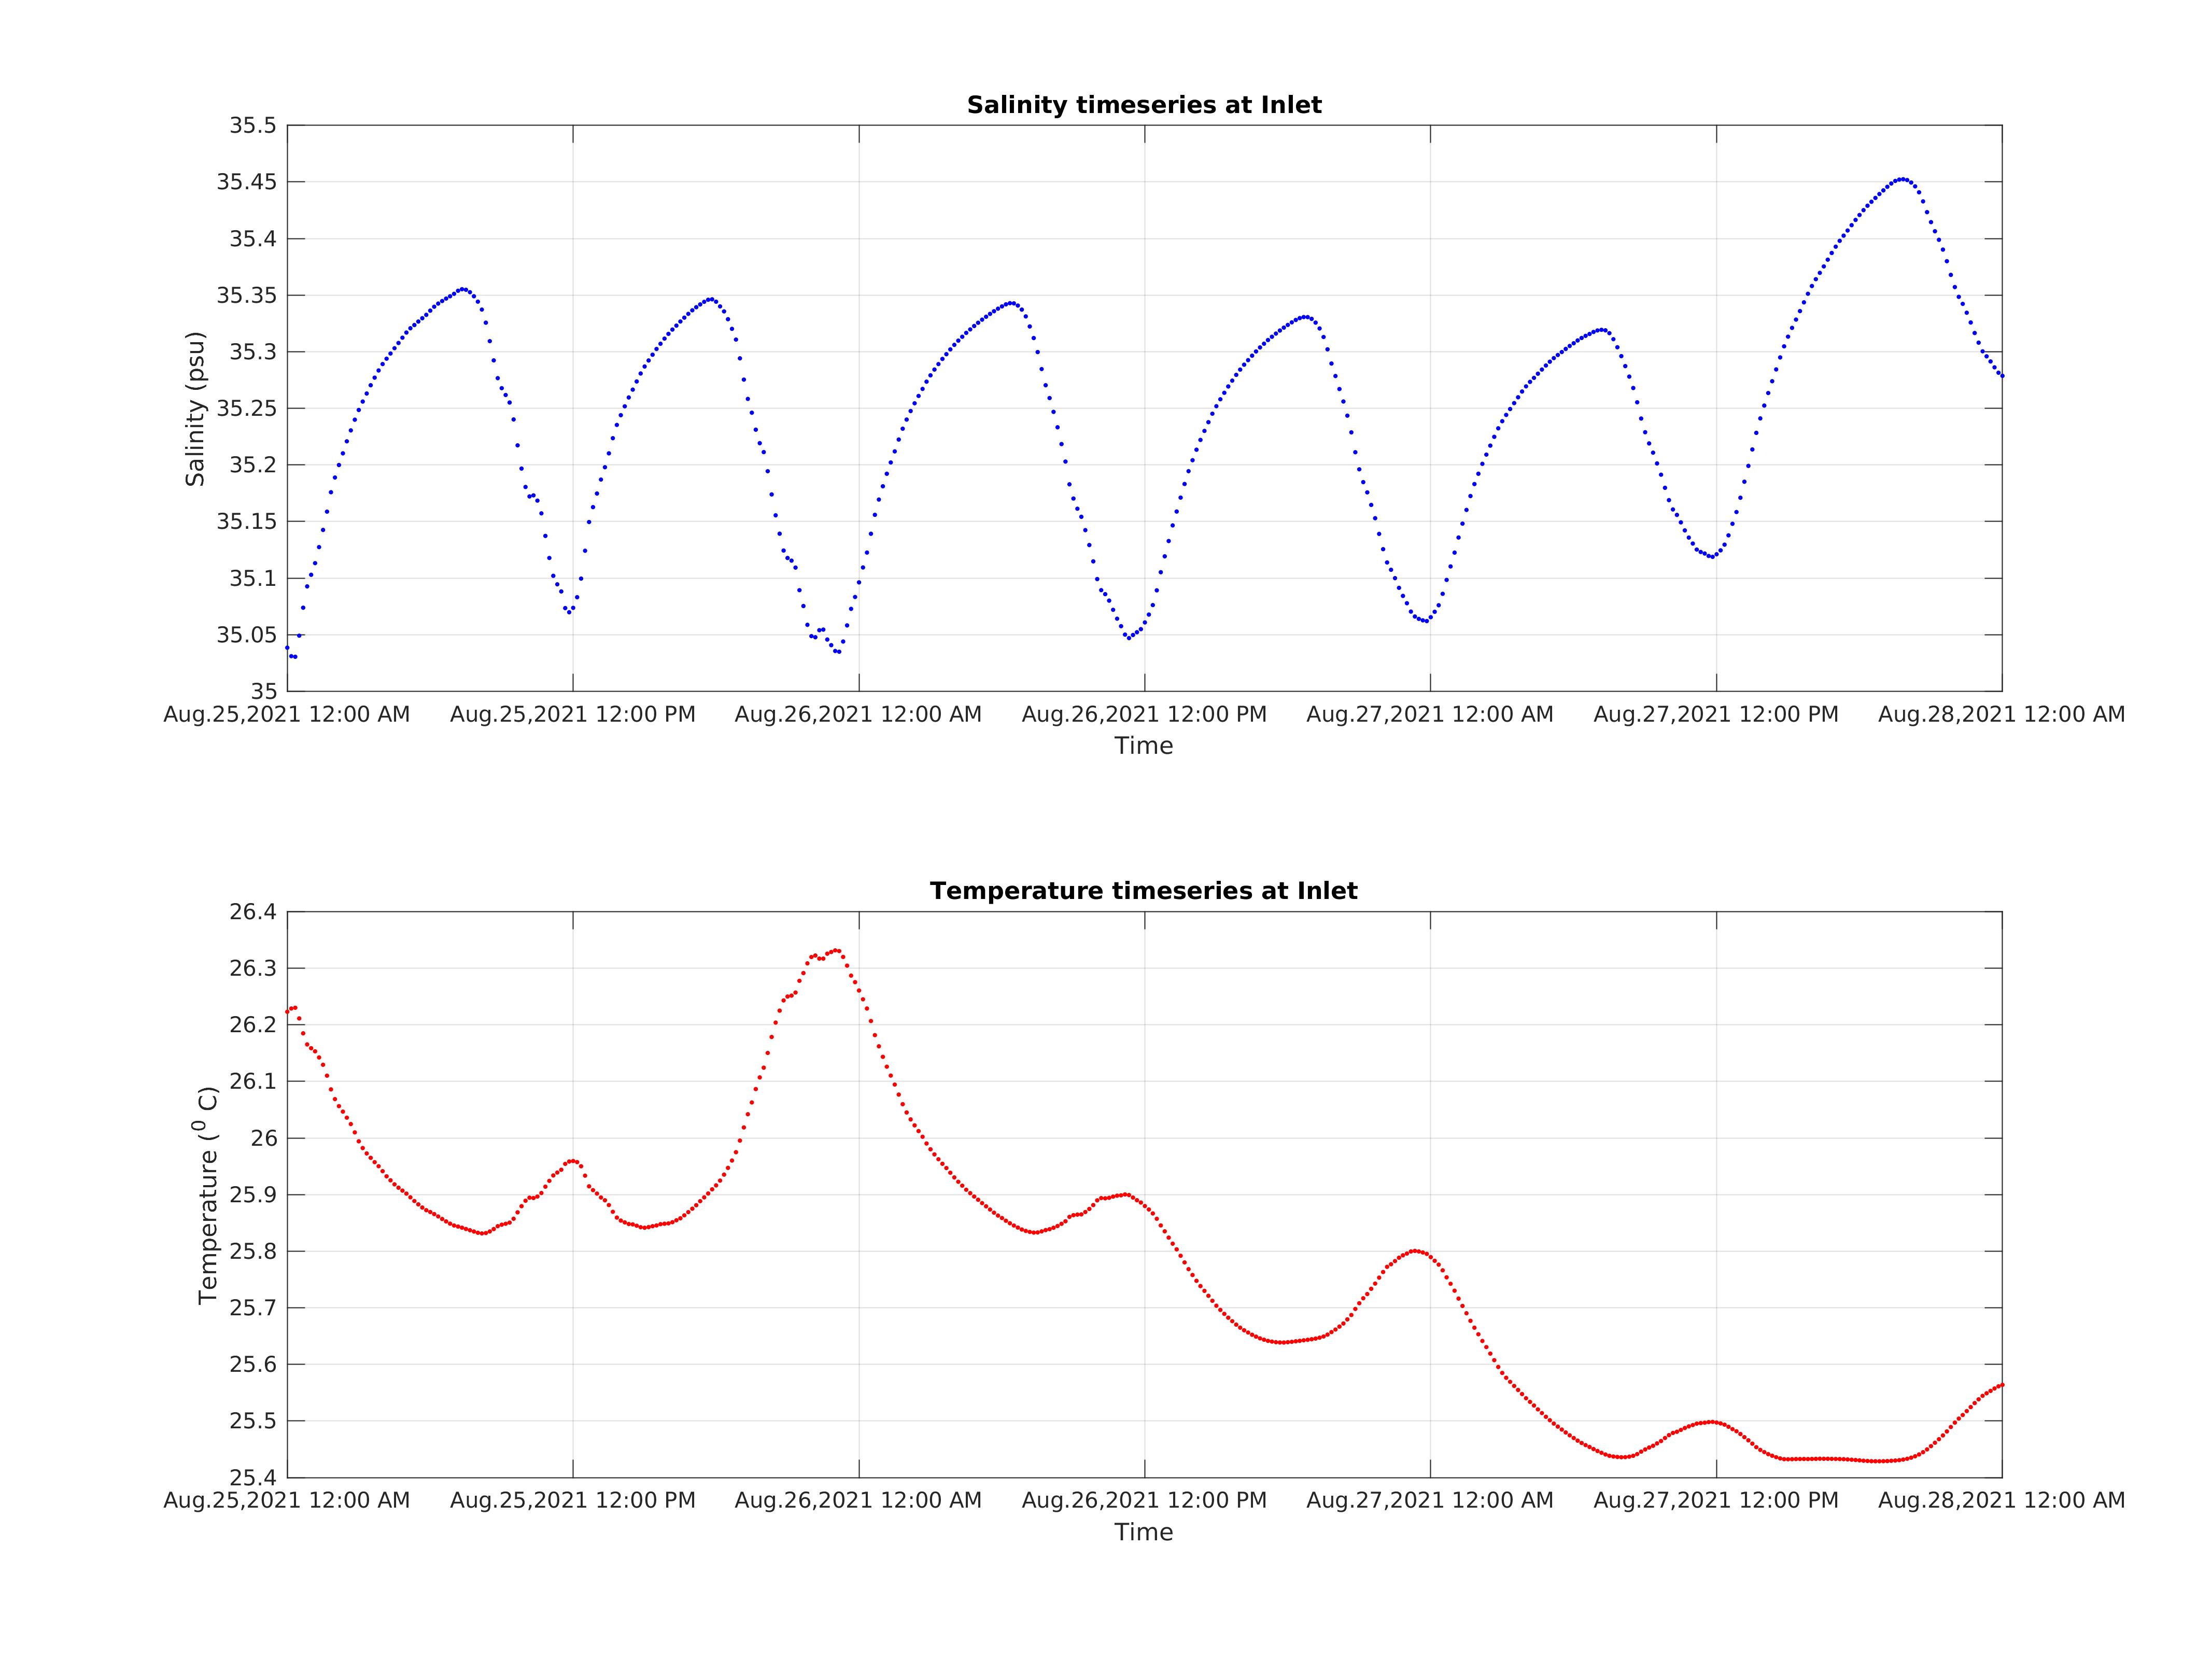 Salinity timeseries at Inlet
35.5
35.45
35.4
35.35
35.3
35.25
35.2
35.15
35.1
35.05
35
Salinity (psu)
Aug.25,2021 12:00 AM Aug.25,2021 12:00 PM Aug.26,2021 12:00 AM Aug.26,2021 12:00 PM Aug.27,2021 12:00 AM Aug.27,2021 12:00 PM Aug.28,2021 12:00 AM
Time
Temperature timeseries at Inlet
26.4
26.3
26.2
26.1
26
25.9
25.8
25.7
25.6
25.5
25.4
Temperature (⁰ C)
Aug.25,2021 12:00 AM Aug.25,2021 12:00 PM Aug.26,2021 12:00 AM Aug.26,2021 12:00 PM Aug.27,2021 12:00 AM Aug.27,2021 12:00 PM Aug.28,2021 12:00 AM
Time